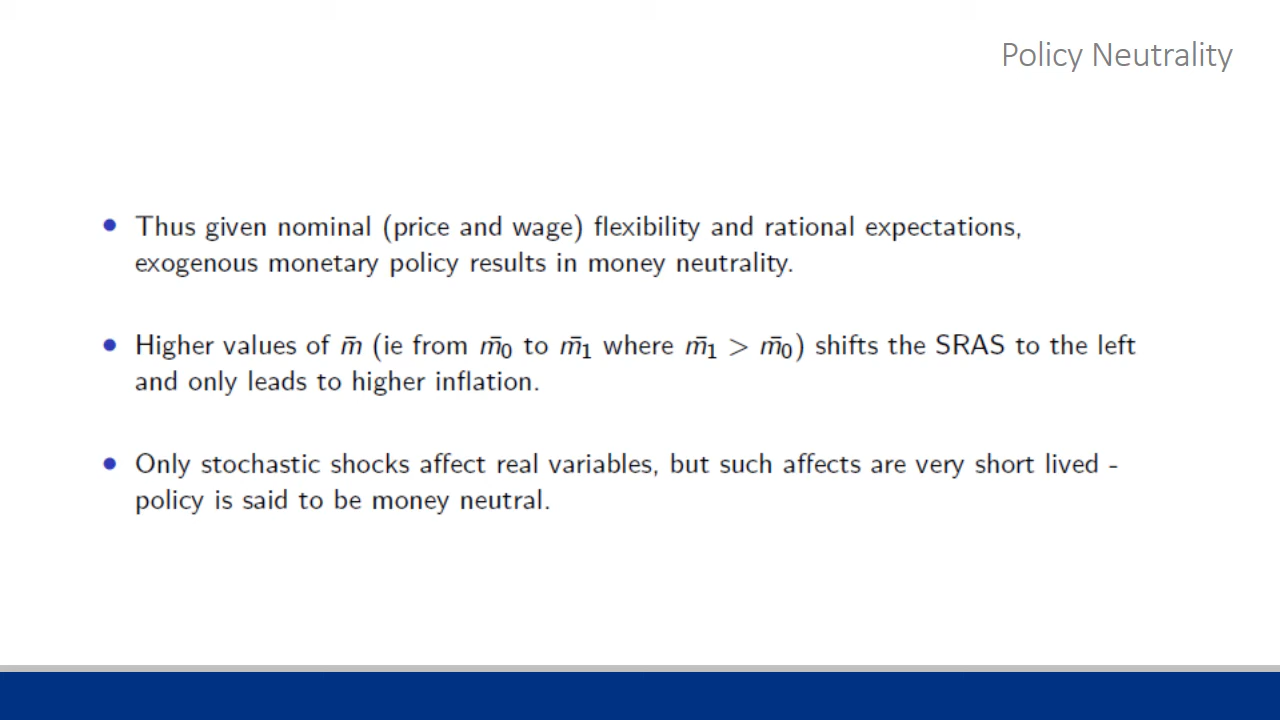 Policy Neutrality
• Thus given nominal (price and wage) flexibility and rational expectations,
exogenous monetary policy results in money neutrality.
• Higher values of m̄ (ie from m̄₀ to m̄₁ where m̄₁ > m̄₀) shifts the SRAS to the left
and only leads to higher inflation.
• Only stochastic shocks affect real variables, but such affects are very short lived -
policy is said to be money neutral.